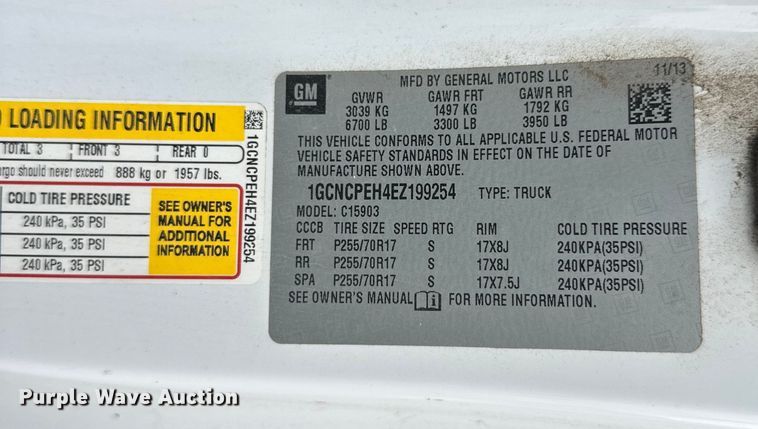 O LOADING INFORMATION
TOTAL 3 FRONT 3 REAR 0
argo should never exceed 888 kg or 1957 lbs.
COLD TIRE PRESSURE
240 kPa, 35 PSI
240 kPa, 35 PSI
240 kPa, 35 PSI
SEE OWNER'S
MANUAL FOR
ADDITIONAL
INFORMATION
1GCNCPEH4EZ199254
GM
MFD BY GENERAL MOTORS LLC
11/13
GVWR GAWR FRT GAWR RR
3039 KG 1497 KG 1792 KG
6700 LB 3300 LB 3950 LB
THIS VEHICLE CONFORMS TO ALL APPLICABLE U.S. FEDERAL MOTOR
VEHICLE SAFETY STANDARDS IN EFFECT ON THE DATE OF
MANUFACTURE SHOWN ABOVE.
1GCNCPEH4EZ199254 TYPE: TRUCK
MODEL: C15903
CCCB TIRE SIZE SPEED RTG RIM COLD TIRE PRESSURE
FRT P255/70R17 S 17X8J 240KPA(35PSI)
RR P255/70R17 S 17X8J 240KPA(35PSI)
SPA P255/70R17 S 17X7.5J 240KPA(35PSI)
SEE OWNER'S MANUAL FOR MORE INFORMATION.
Purple Wave Auction